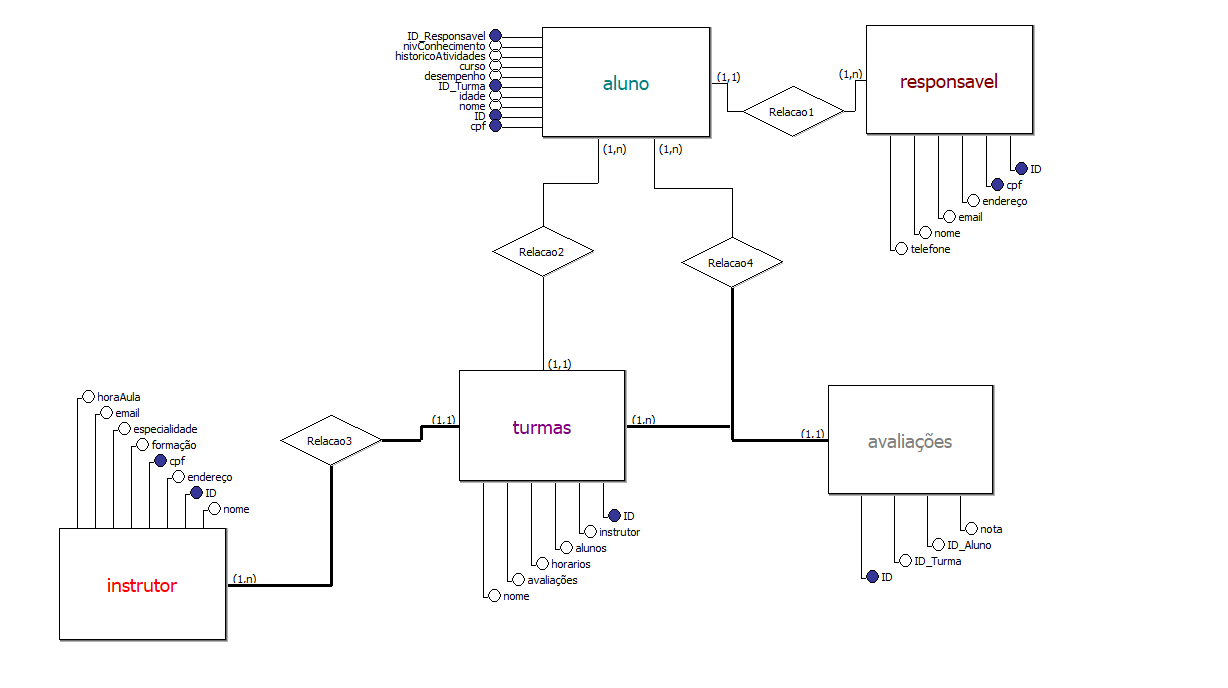 ID_Responsavel
nivConhecimento
historicoAtividades
curso
desempenho
ID_Turma
idade
nome
ID
cpf
aluno
(1,1)
(1,n)
(1,n)
Relacao1
(1,n)
responsavel
ID
cpf
endereço
email
nome
telefone
Relacao2
Relacao4
(1,1)
horaAula
email
especialidade
formação
cpf
endereço
ID
nome
instrutor
(1,n)
Relacao3
(1,1)
turmas
(1,n)
ID
instrutor
alunos
horarios
avaliações
nome
(1,1)
avaliações
nota
ID_Aluno
ID_Turma
ID